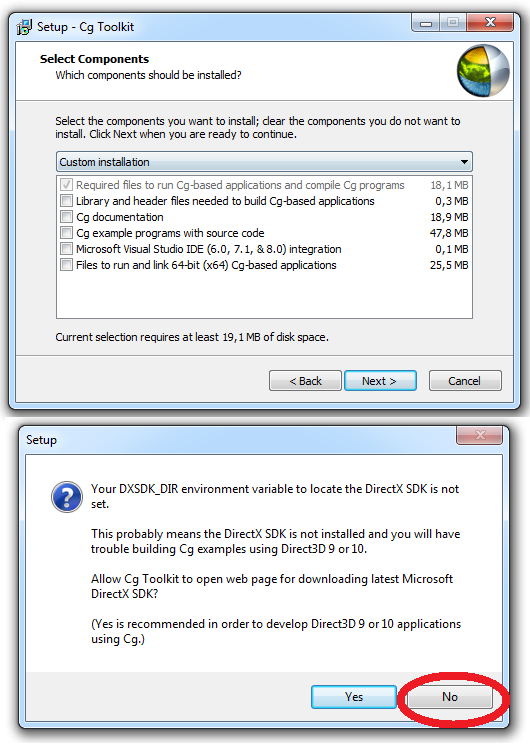 Setup - Cg Toolkit
Select Components
Which components should be installed?
Select the components you want to install; clear the components you do not want to
install. Click Next when you are ready to continue.
Custom installation
Required files to run Cg-based applications and compile Cg programs 18,1 MB
Library and header files needed to build Cg-based applications 0,3 MB
Cg documentation 18,9 MB
Cg example programs with source code 47,8 MB
Microsoft Visual Studio IDE (6.0, 7.1, & 8.0) integration 0,1 MB
Files to run and link 64-bit (x64) Cg-based applications 25,5 MB
Current selection requires at least 19,1 MB of disk space.
< Back Next > Cancel
Setup
Your DXSDK_DIR environment variable to locate the DirectX SDK is not
set.
This probably means the DirectX SDK is not installed and you will have
trouble building Cg examples using Direct3D 9 or 10.
Allow Cg Toolkit to open web page for downloading latest Microsoft
DirectX SDK?
(Yes is recommended in order to develop Direct3D 9 or 10 applications
using Cg.)
Yes No